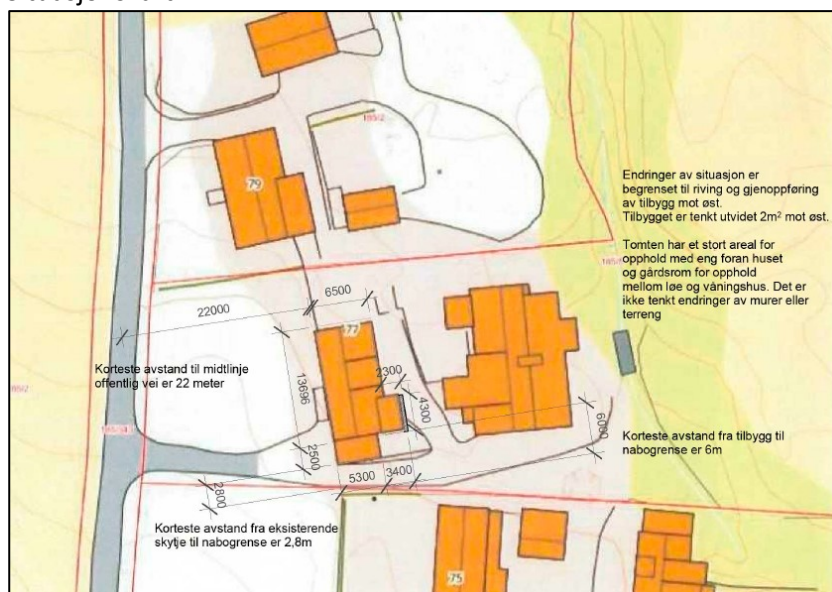 185/2
79
Endringer av situasjon er
begrenset til riving og gjenoppføring
av tilbygg mot øst.
Tilbygget er tenkt utvidet 2m² mot øst.
Tomten har et stort areal for
opphold med eng foran huset
og gårdsrom for opphold
mellom løe og våningshus. Det er
ikke tenkt endringer av murer eller
terreng
6500
22000
77
Korteste avstand til midtlinje
offentlig vei er 22 meter
13696
2300
4300
6000
2500
5300
3400
2800
Korteste avstand fra tilbygg til
nabogrense er 6m
Korteste avstand fra eksisterende
skytje til nabogrense er 2,8m
75